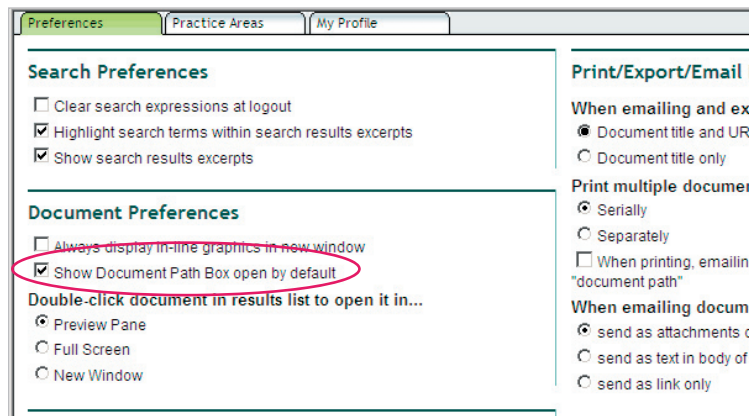 Preferences
Practice Areas
My Profile
Search Preferences
Clear search expressions at logout
Highlight search terms within search results excerpts
Show search results excerpts
Document Preferences
Always display in-line graphics in new window
Show Document Path Box open by default
Double-click document in results list to open it in...
Preview Pane
Full Screen
New Window
Print/Export/Email
When emailing and ex
Document title and UR
Document title only
Print multiple documen
Serially
Separately
When printing, emailin
"document path"
When emailing docum
send as attachments o
send as text in body of
send as link only